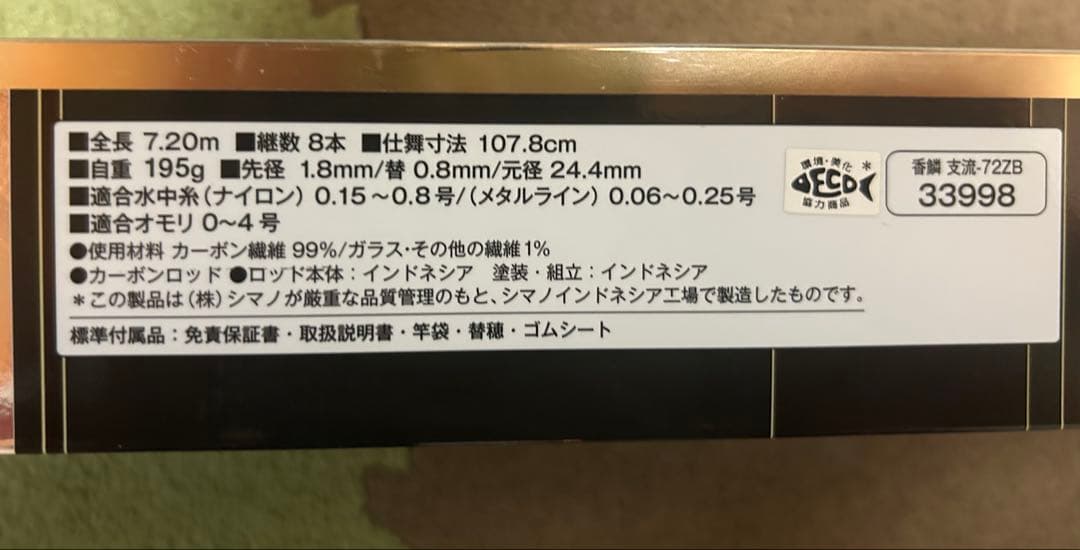 ■全長 7.20m ■継数 8本 ■仕舞寸法 107.8cm
■自重 195g ■先径 1.8mm/替 0.8mm/元径 24.4mm
■適合水中糸(ナイロン) 0.15〜0.8号/(メタルライン) 0.06〜0.25号
■適合オモリ 0〜4号
●使用材料 カーボン繊維 99%/ガラス・その他の繊維1%
●カーボンロッド ●ロッド本体:インドネシア 塗装・組立:インドネシア
*この製品は(株)シマノが厳重な品質管理のもと、シマノインドネシア工場で製造したものです。
標準付属品:免責保証書・取扱説明書・竿袋・替穂・ゴムシート
環境・美化 *
DECO
協力商品
香鱗 支流-72ZB
33998